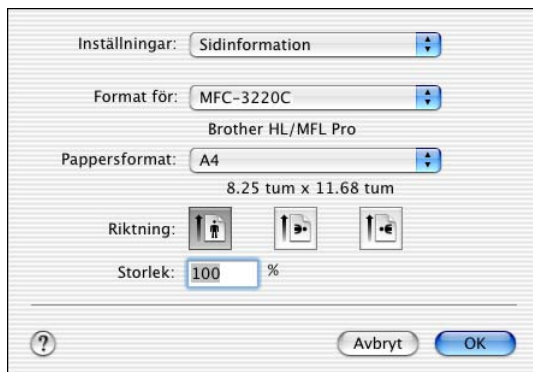 Inställningar: Sidinformation
Format för: MFC-3220C
Brother HL/MFL Pro
Pappersformat: A4
8.25 tum x 11.68 tum
Riktning:
Storlek: 100 %
? Avbryt OK